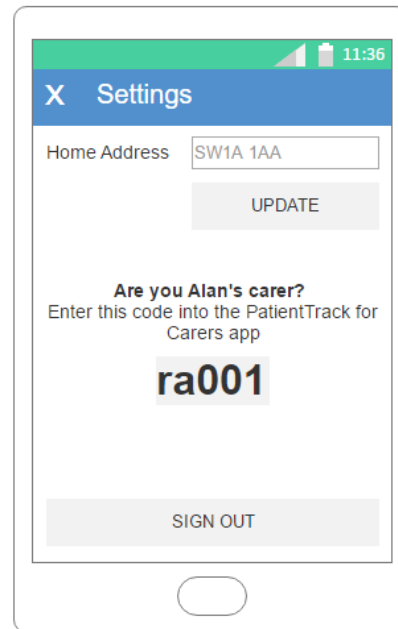 11:36
X Settings
Home Address SW1A 1AA
UPDATE
Are you Alan's carer?
Enter this code into the PatientTrack for
Carers app
ra001
SIGN OUT